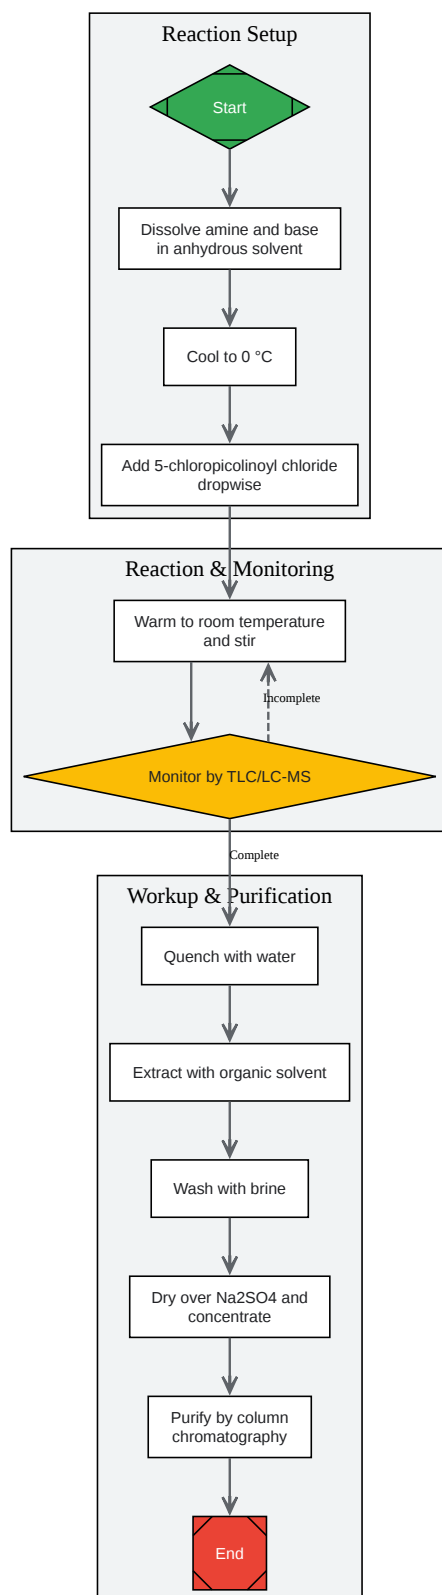 Reaction Setup
Start
Dissolve amine and base
in anhydrous solvent
Cool to 0 °C
Add 5-chloropicolinoyl chloride
dropwise
Reaction & Monitoring
Warm to room temperature
and stir
Incomplete
Monitor by TLC/LC-MS
Complete
Workup & Purification
Quench with water
Extract with organic solvent
Wash with brine
Dry over Na2SO4 and
concentrate
Purify by column
chromatography
End